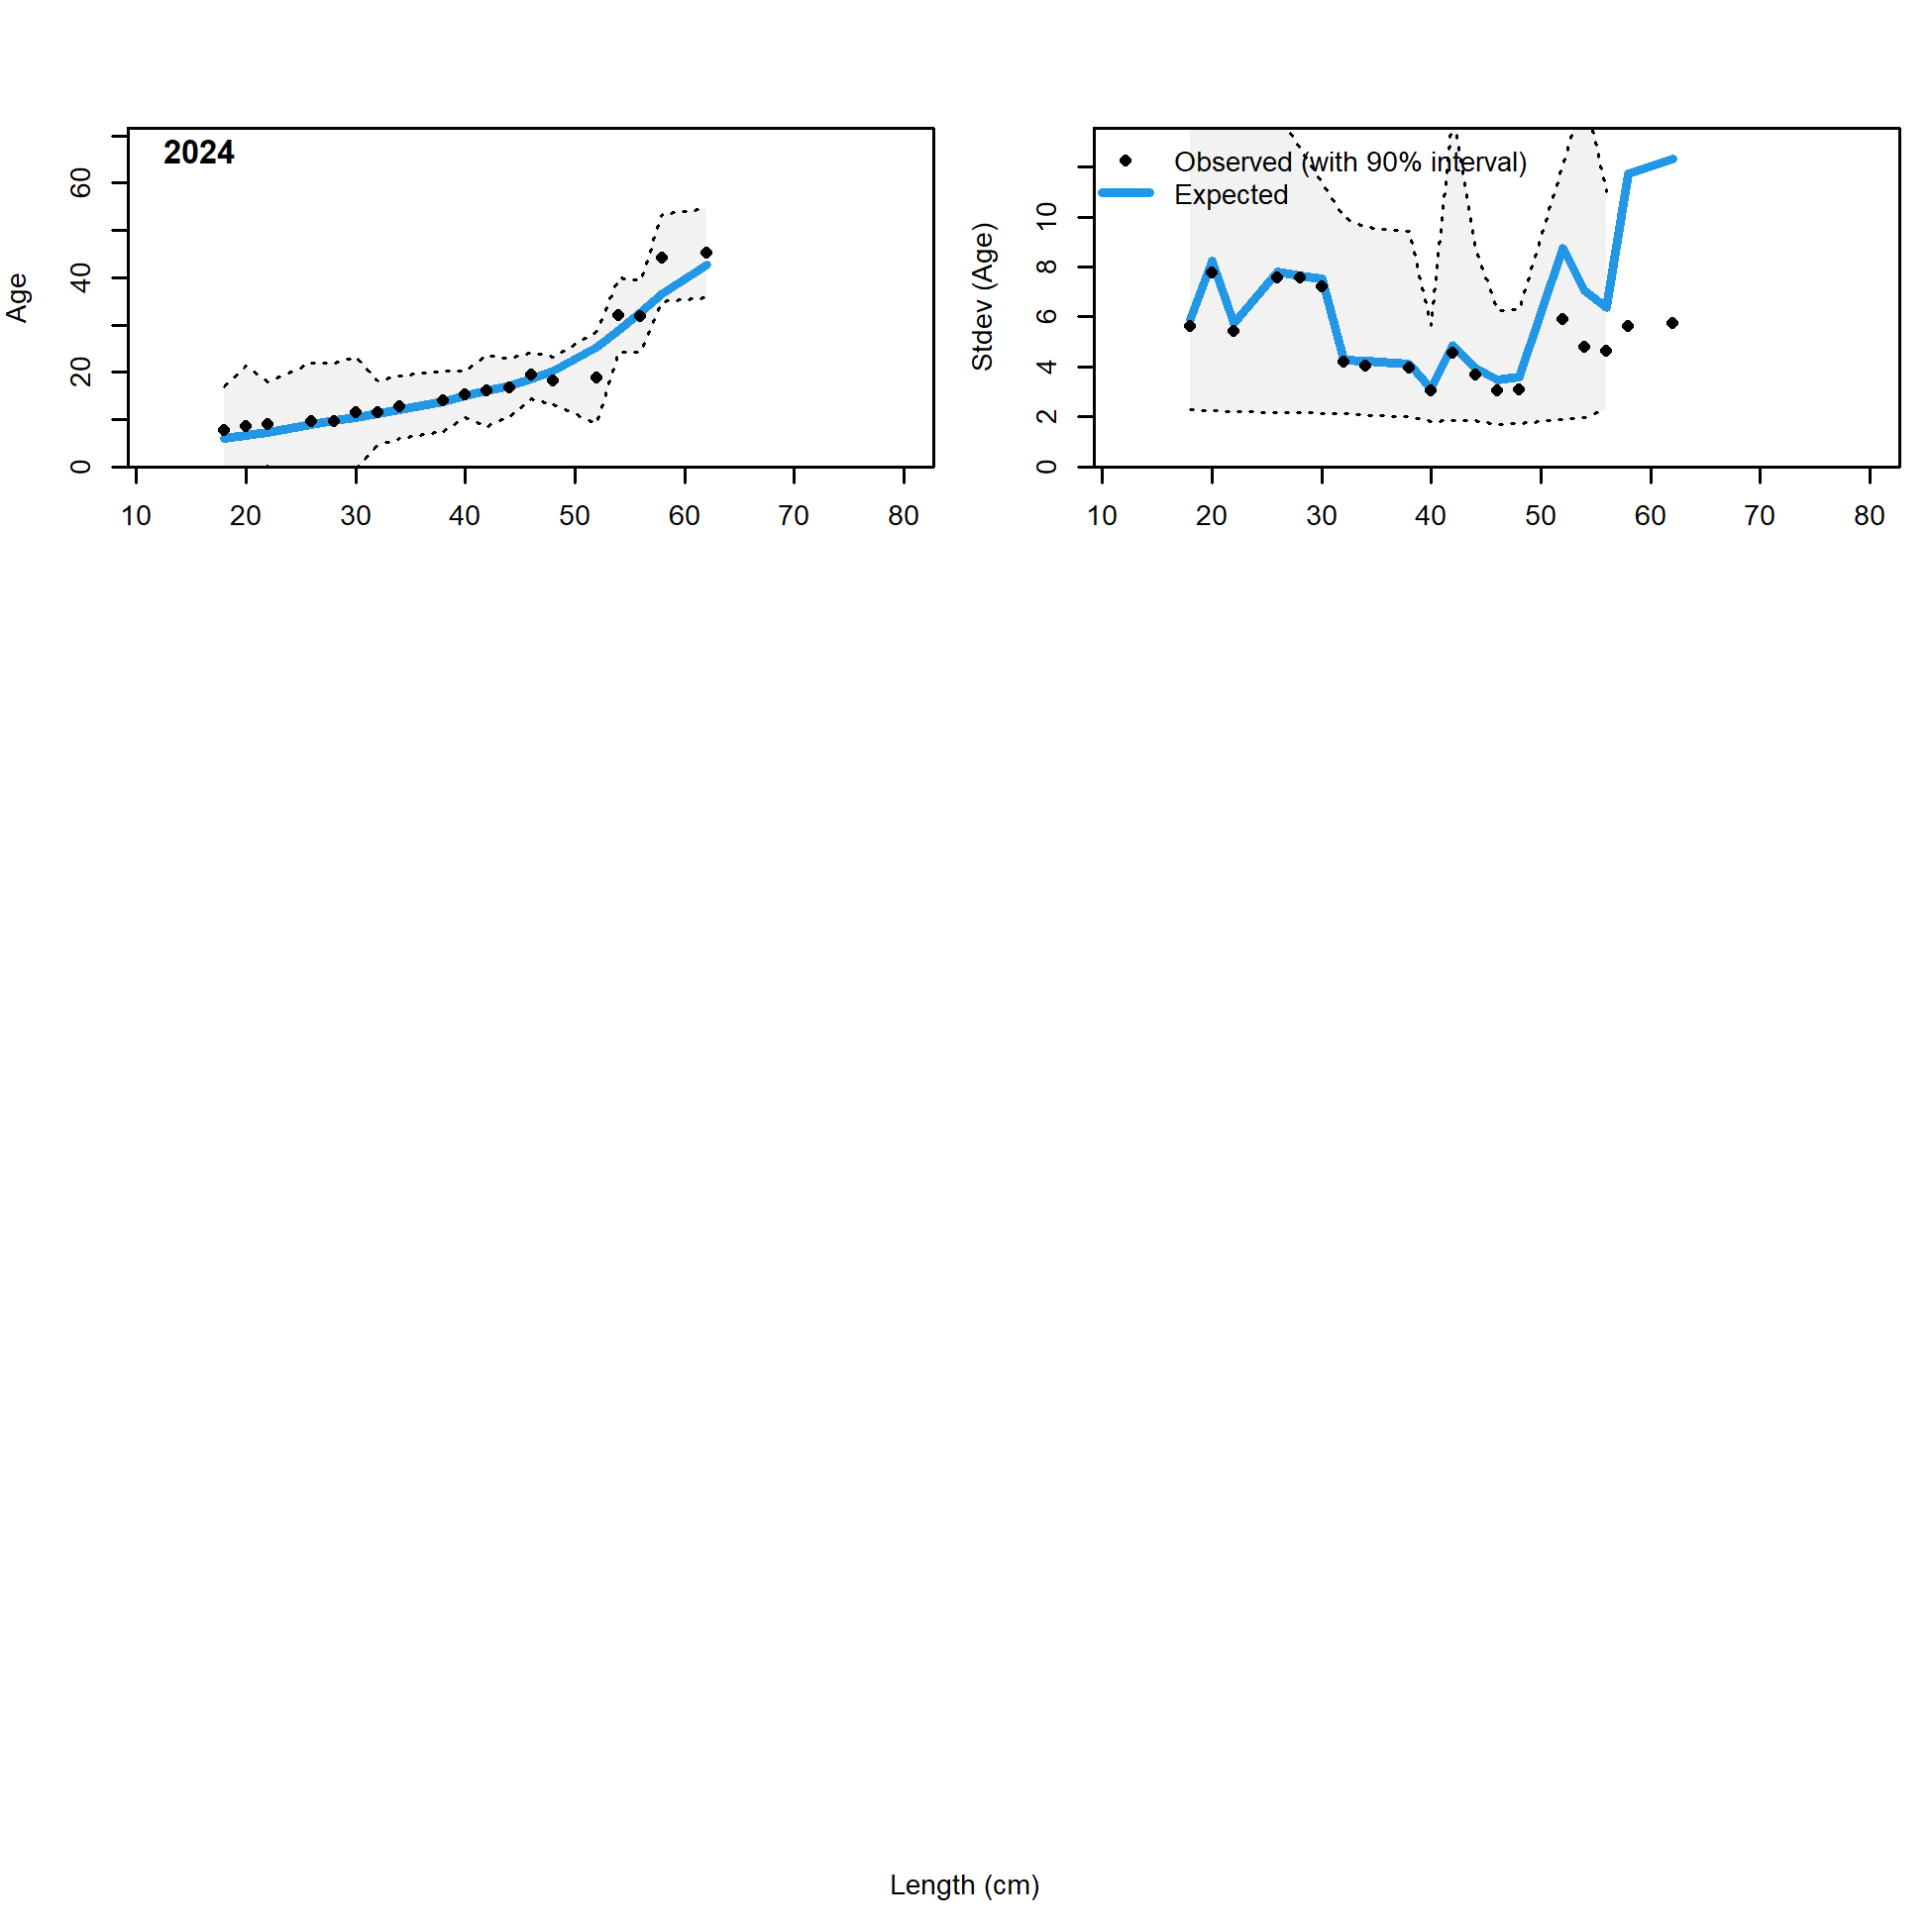 2024
Age
0 20 40 60
10 20 30 40 50 60 70 80
Observed (with 90% interval)
Expected
Stdev (Age)
0 2 4 6 8 10
10 20 30 40 50 60 70 80
Length (cm)